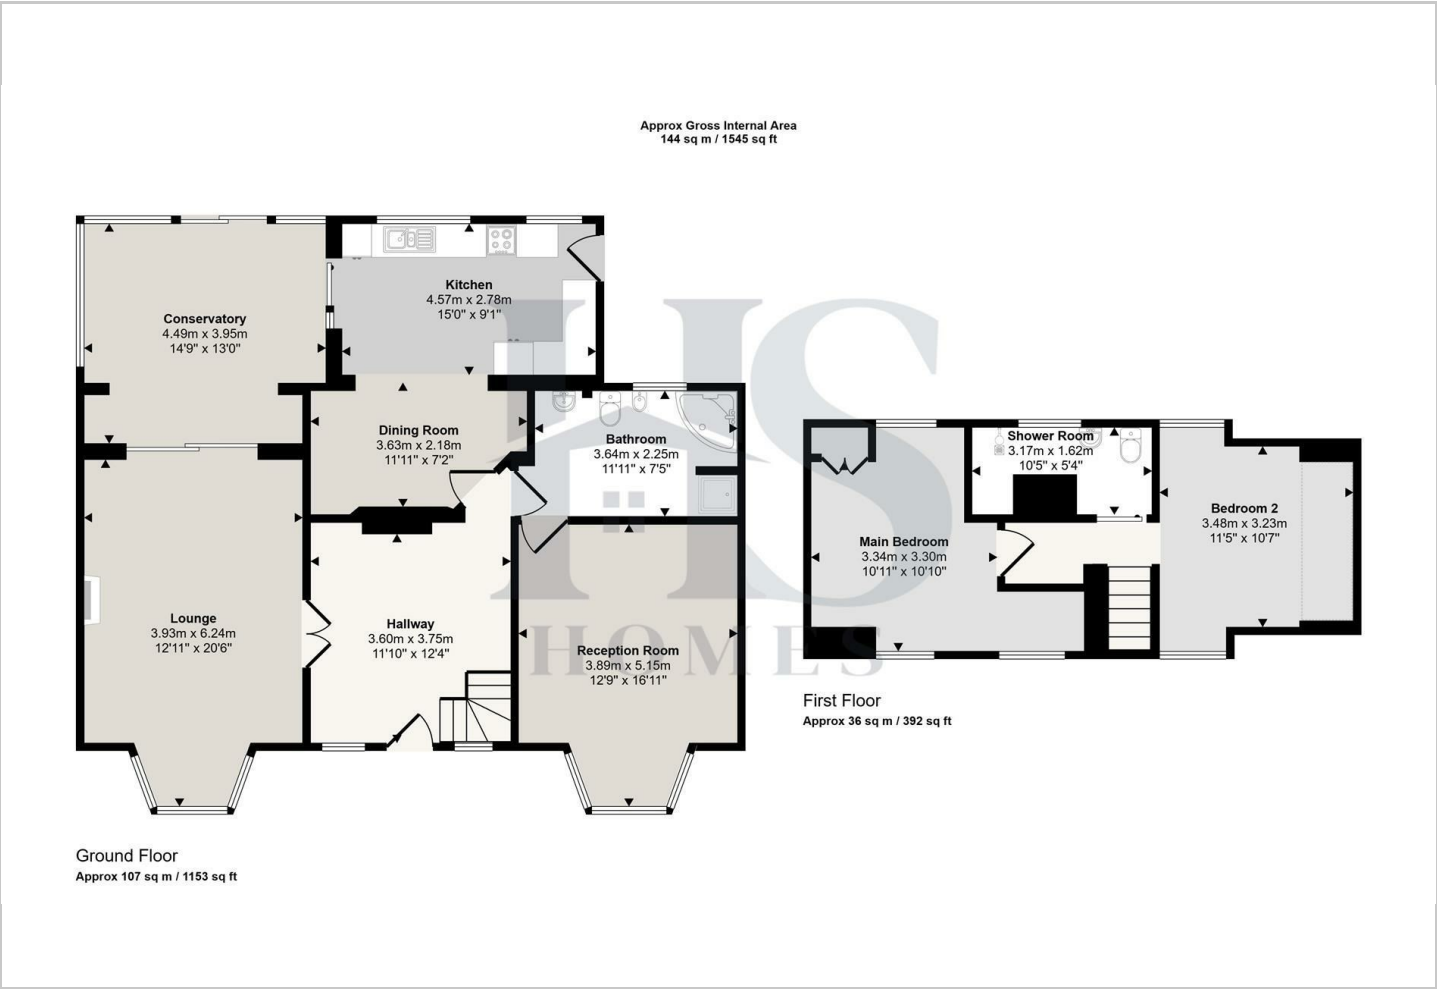 Approx Gross Internal Area
144 sq m / 1545 sq ft
Conservatory
4.49m x 3.95m
14'9" x 13'0"
Kitchen
4.57m x 2.78m
15'0" x 9'1"
Dining Room
3.63m x 2.18m
11'11" x 7'2"
Bathroom
3.64m x 2.25m
11'11" x 7'5"
Lounge
3.93m x 6.24m
12'11" x 20'6"
Hallway
3.60m x 3.75m
11'10" x 12'4"
Reception Room
3.89m x 5.15m
12'9" x 16'11"
Ground Floor
Approx 107 sq m / 1153 sq ft
Shower Room
3.17m x 1.62m
10'5" x 5'4"
Main Bedroom
3.34m x 3.30m
10'11" x 10'10"
Bedroom 2
3.48m x 3.23m
11'5" x 10'7"
First Floor
Approx 36 sq m / 392 sq ft
HS
HOMES